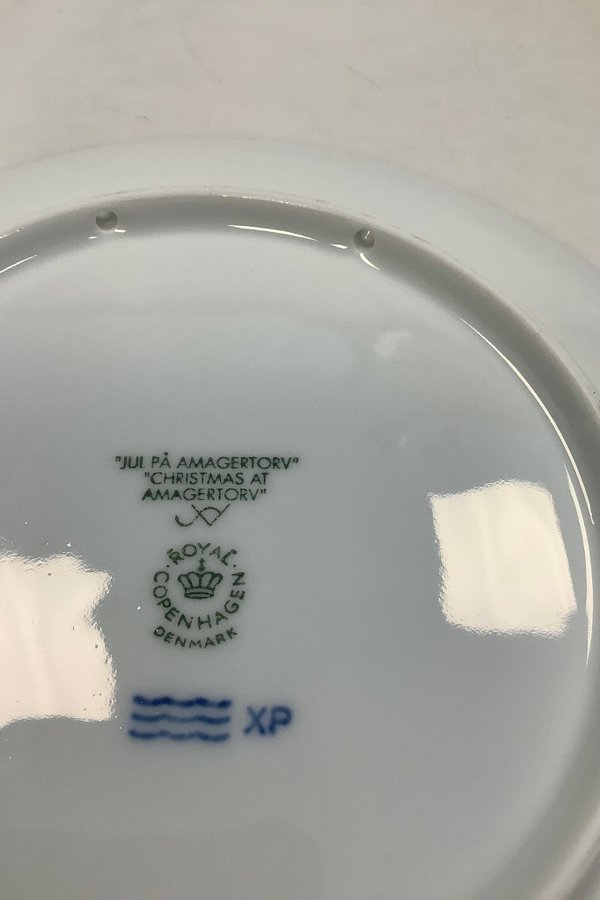 "JUL PÅ AMAGERTORV"
"CHRISTMAS AT
AMAGERTORV"
ROYAL
COPENHAGEN
DENMARK
XP